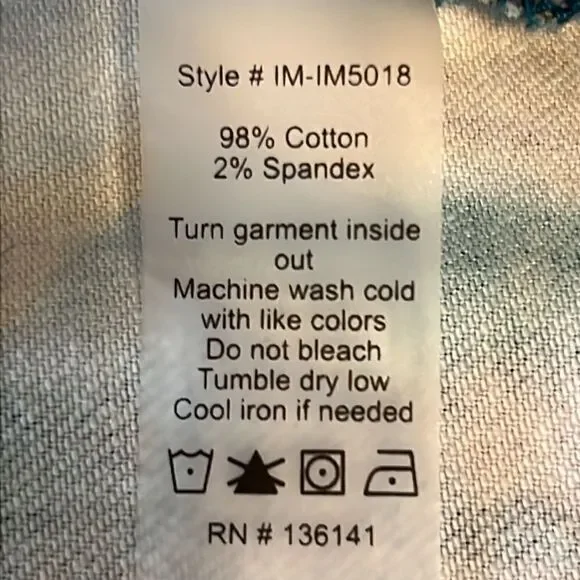 Style # IM-IM5018
98% Cotton
2% Spandex
Turn garment inside
out
Machine wash cold
with like colors
Do not bleach
Tumble dry low
Cool iron if needed
RN # 136141